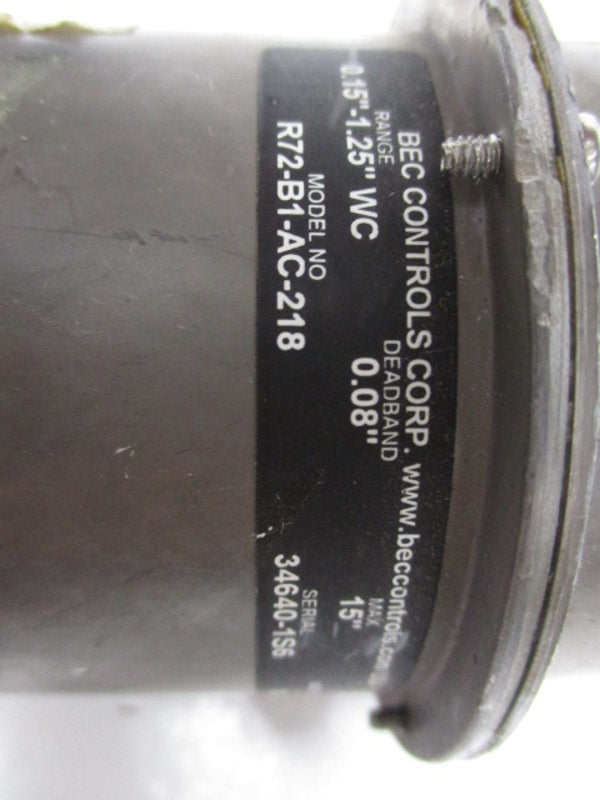 BEC CONTROLS CORP. www.beccontrols.com
RANGE DEADBAND MAX
0.15"-1.25" WC 0.08" 15"
MODEL NO SERIAL
R72-B1-AC-218 34640-1S6